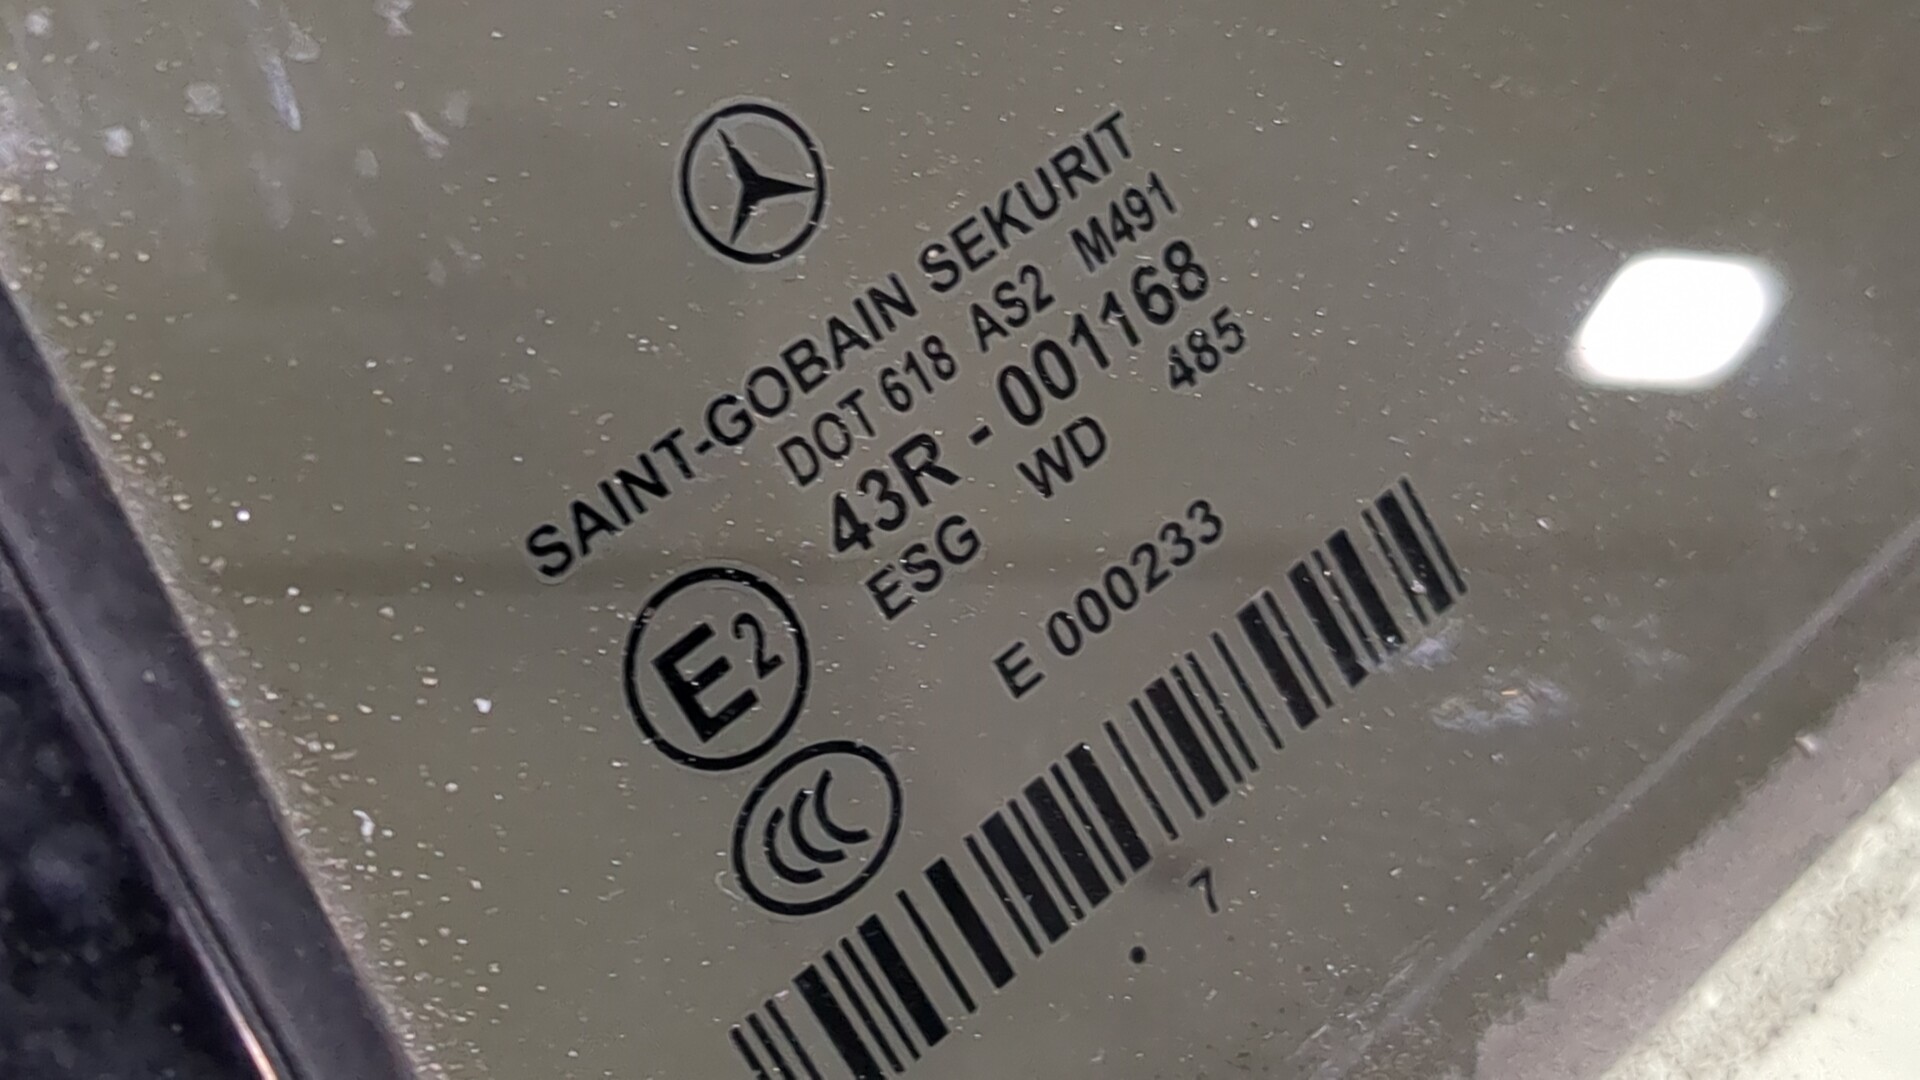 SAINT-GOBAIN SEKURIT
DOT 618 AS2 M491
43R - 001168
ESG WD 485
E2
E 000233
CCC
7